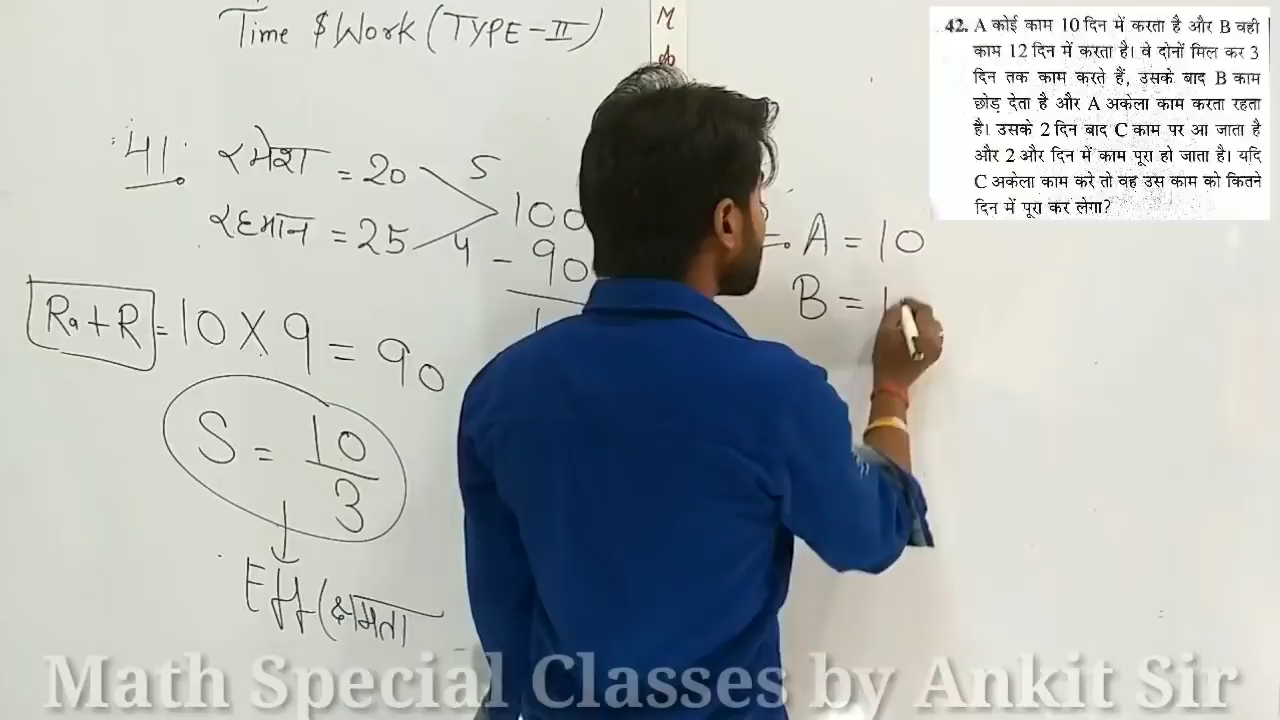 Time $ Work (TYPE-II)
M
41. रमेश = 20
5
रहमान = 25
4
100
- 90
1
Ra+R = 10 X 9 = 90
S = 10
3
Eff (क्षमता
A = 10
B = 1
42. A कोई काम 10 दिन में करता है और B वही
काम 12 दिन में करता है। वे दोनों मिल कर 3
दिन तक काम करते हैं, उसके बाद B काम
छोड़ देता है और A अकेला काम करता रहता
है। उसके 2 दिन बाद C काम पर आ जाता है
और 2 और दिन में काम पूरा हो जाता है। यदि
C अकेला काम करे तो वह उस काम को कितने
दिन में पूरा कर लेगा?
Math Special Classes by Ankit Sir